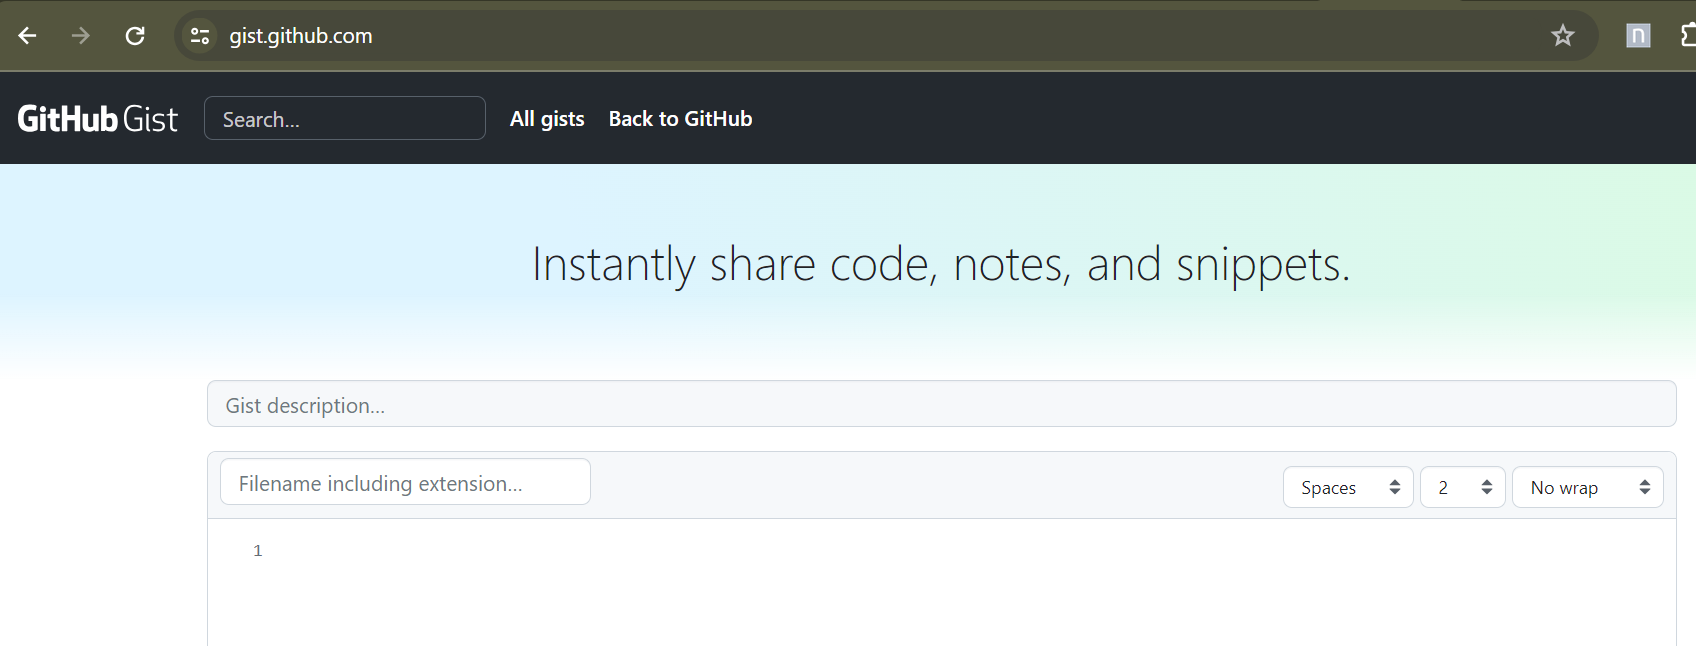 gist.github.com
n
GitHub Gist Search... All gists Back to GitHub
Instantly share code, notes, and snippets.
Gist description...
Filename including extension... Spaces 2 No wrap
1